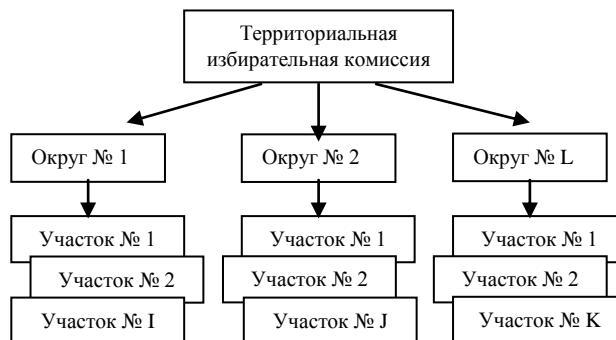 Территориальная
избирательная комиссия
Округ № 1
Округ № 2
Округ № L
Участок № 1
Участок № 1
Участок № 1
Участок № 2
Участок № 2
Участок № 2
Участок № I
Участок № J
Участок № K